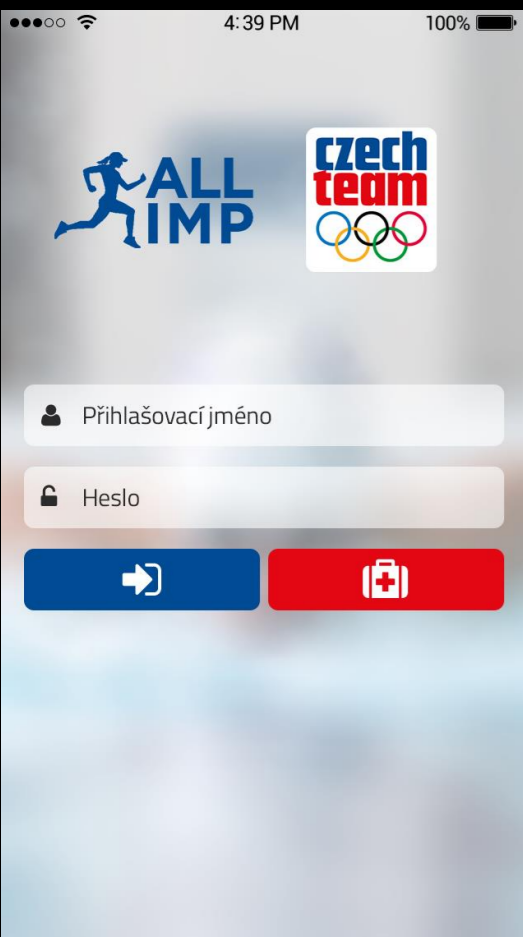 4:39 PM
100%
ALL
IMP
czech
team
Přihlašovací jméno
Heslo